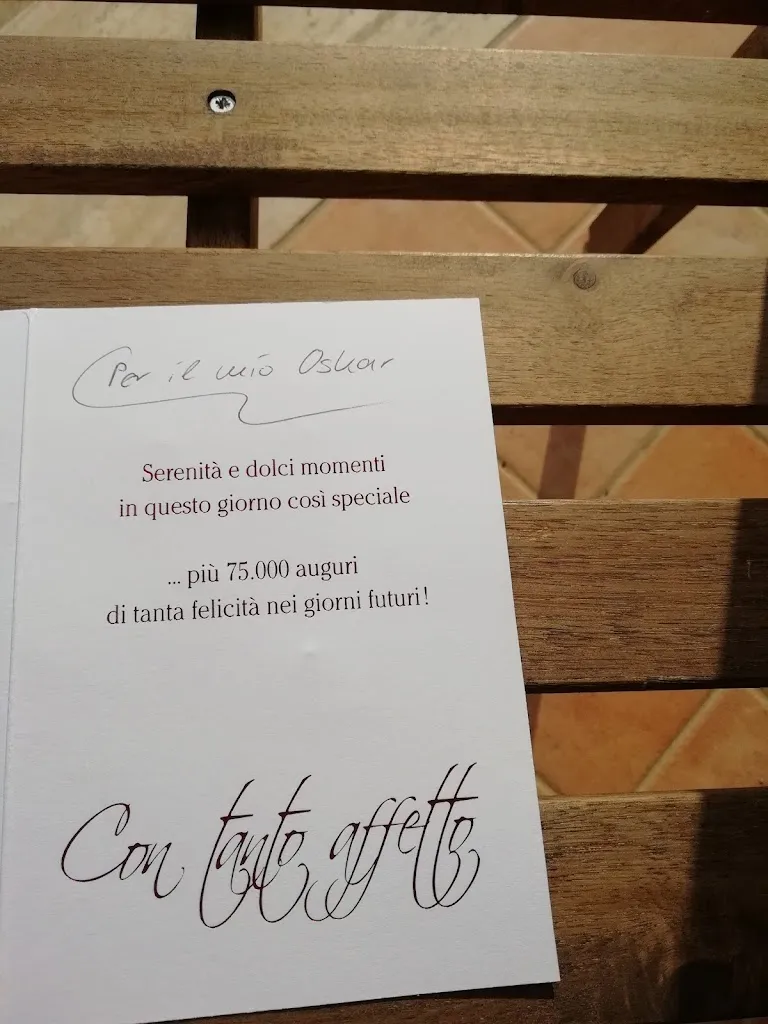 Per il mio Oskar
Serenità e dolci momenti
in questo giorno così speciale
... più 75.000 auguri
di tanta felicità nei giorni futuri!
Con tanto affetto